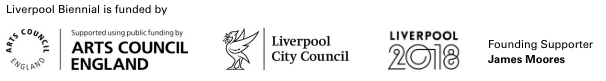 Liverpool Biennial is funded by
ARTS COUNCIL
ENGLAND
Supported using public funding by
ARTS COUNCIL
ENGLAND
Liverpool
City Council
LIVERPOOL
2018
Founding Supporter
James Moores